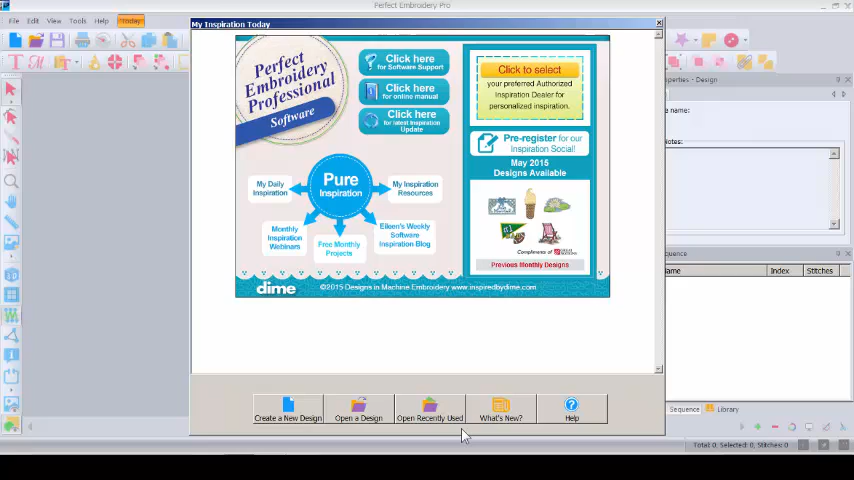 Perfect Embroidery Pro
File Edit View Tools Help Today
My Inspiration Today
Perfect
Embroidery
Professional
Software
Click here
for Software Support
Click here
for online manual
Click here
for latest Inspiration
Update
Click to select
your preferred Authorized
Inspiration Dealer for
personalized inspiration.
Pre-register for our
Inspiration Social!
May 2015
Designs Available
Pure
Inspiration
My Daily
Inspiration
My Inspiration
Resources
Monthly
Inspiration
Webinars
Free Monthly
Projects
Eileen's Weekly
Software
Inspiration Blog
Compliments of
Previous Monthly Designs
dime
©2015 Designs in Machine Embroidery www.inspiredbydime.com
Create a New Design
Open a Design
Open Recently Used
What's New?
Help
roperties - Design
name:
Notes:
equence
ame Index Stitches
Sequence Library
Total: 0, Selected: 0, Stitches: 0